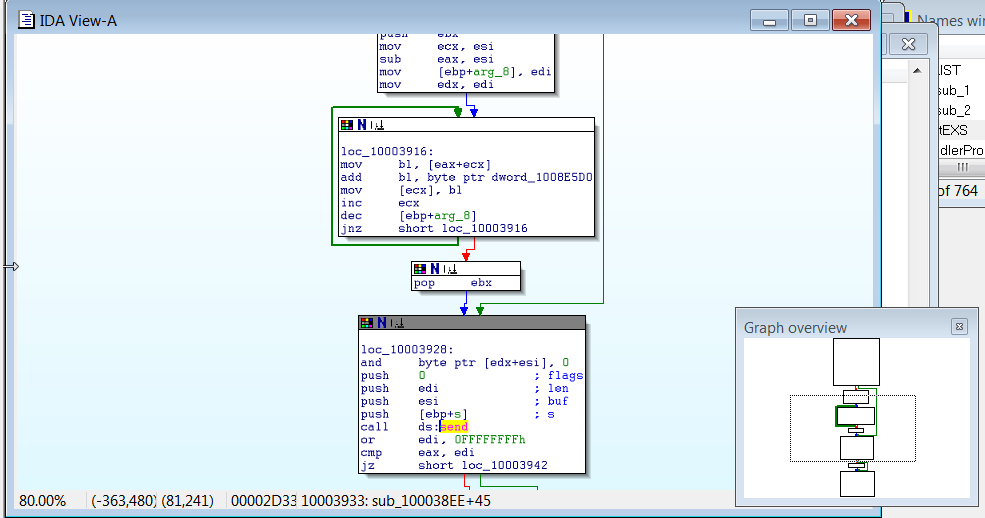 IDA View-A
Names wi
push ebx
mov ecx, esi
sub eax, esi
mov [ebp+arg_8], edi
mov edx, edi
loc_10003916:
mov bl, [eax+ecx]
add bl, byte ptr dword_1008E5D0
mov [ecx], bl
inc ecx
dec [ebp+arg_8]
jnz short loc_10003916
pop ebx
loc_10003928:
and byte ptr [edx+esi], 0
push 0 ; flags
push edi ; len
push esi ; buf
push [ebp+s] ; s
call ds:send
or edi, 0FFFFFFFFh
cmp eax, edi
jz short loc_10003942
80.00% (-363,480) (81,241) 00002D33 10003933: sub_100038EE+45
IST
sub_1
sub_2
tEXS
dlerPro
of 764
Graph overview